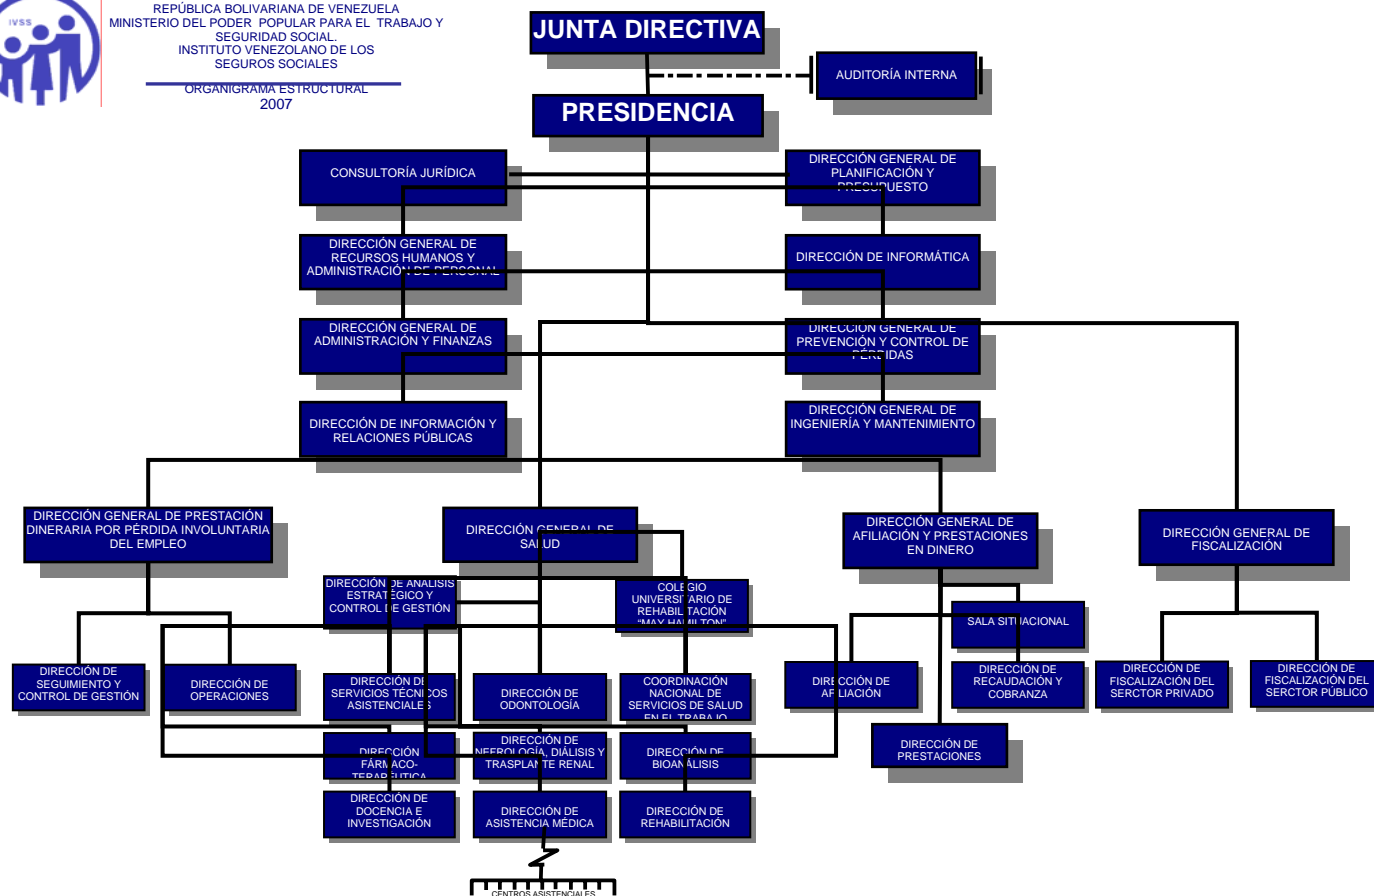 IVSS
REPÚBLICA BOLIVARIANA DE VENEZUELA
MINISTERIO DEL PODER POPULAR PARA EL TRABAJO Y
SEGURIDAD SOCIAL.
INSTITUTO VENEZOLANO DE LOS
SEGUROS SOCIALES
ORGANIGRAMA ESTRUCTURAL
2007
JUNTA DIRECTIVA
AUDITORÍA INTERNA
PRESIDENCIA
CONSULTORÍA JURÍDICA
DIRECCIÓN GENERAL DE
PLANIFICACIÓN Y
PRESUPUESTO
DIRECCIÓN GENERAL DE
RECURSOS HUMANOS Y
ADMINISTRACIÓN DE PERSONAL
DIRECCIÓN DE INFORMÁTICA
DIRECCIÓN GENERAL DE
ADMINISTRACIÓN Y FINANZAS
DIRECCIÓN GENERAL DE
PREVENCIÓN Y CONTROL DE
PÉRDIDAS
DIRECCIÓN DE INFORMACIÓN Y
RELACIONES PÚBLICAS
DIRECCIÓN GENERAL DE
INGENIERÍA Y MANTENIMIENTO
DIRECCIÓN GENERAL DE PRESTACIÓN
DINERARIA POR PÉRDIDA INVOLUNTARIA
DEL EMPLEO
DIRECCIÓN GENERAL DE
SALUD
DIRECCIÓN GENERAL DE
AFILIACIÓN Y PRESTACIONES
EN DINERO
DIRECCIÓN GENERAL DE
FISCALIZACIÓN
DIRECCIÓN DE ANÁLISIS
ESTRATÉGICO Y
CONTROL DE GESTIÓN
COLEGIO
UNIVERSITARIO DE
REHABILITACIÓN
"MAY HAMILTON"
SALA SITUACIONAL
DIRECCIÓN DE
SEGUIMIENTO Y
CONTROL DE GESTIÓN
DIRECCIÓN DE
OPERACIONES
DIRECCIÓN DE
SERVICIOS TÉCNICOS
ASISTENCIALES
DIRECCIÓN DE
ODONTOLOGÍA
COORDINACIÓN
NACIONAL DE
SERVICIOS DE SALUD
EN EL TRABAJO
DIRECCIÓN DE
AFILIACIÓN
DIRECCIÓN DE
RECAUDACIÓN Y
COBRANZA
DIRECCIÓN DE
FISCALIZACIÓN DEL
SERCTOR PRIVADO
DIRECCIÓN DE
FISCALIZACIÓN DEL
SERCTOR PÚBLICO
DIRECCIÓN
FÁRMACO-
TERAPÉUTICA
DIRECCIÓN DE
NEFROLOGÍA, DIÁLISIS Y
TRASPLANTE RENAL
DIRECCIÓN DE
BIOANÁLISIS
DIRECCIÓN DE
PRESTACIONES
DIRECCIÓN DE
DOCENCIA E
INVESTIGACIÓN
DIRECCIÓN DE
ASISTENCIA MÉDICA
DIRECCIÓN DE
REHABILITACIÓN
CENTROS ASISTENCIALES